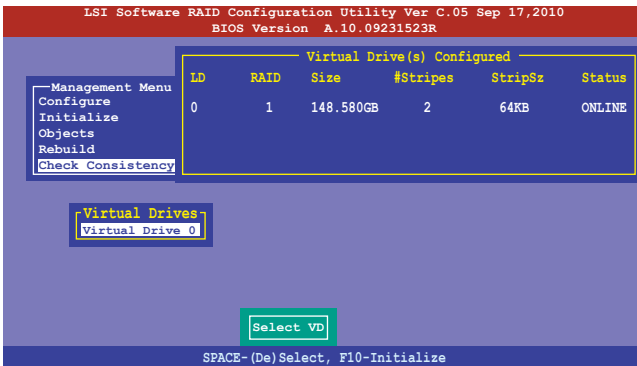 LSI Software RAID Configuration Utility Ver C.05 Sep 17,2010
BIOS Version A.10.09231523R
Virtual Drive(s) Configured
LD RAID Size #Stripes StripSz Status
0 1 148.580GB 2 64KB ONLINE
Management Menu
Configure
Initialize
Objects
Rebuild
Check Consistency
Virtual Drives
Virtual Drive 0
Select VD
SPACE-(De)Select, F10-Initialize